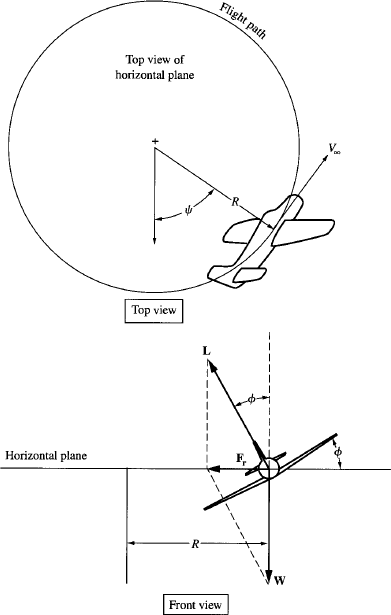 Flight path
Top view of
horizontal plane
+
V∞
R
ψ
Top view
L
ϕ
Horizontal plane
Fr
ϕ
R
W
Front view